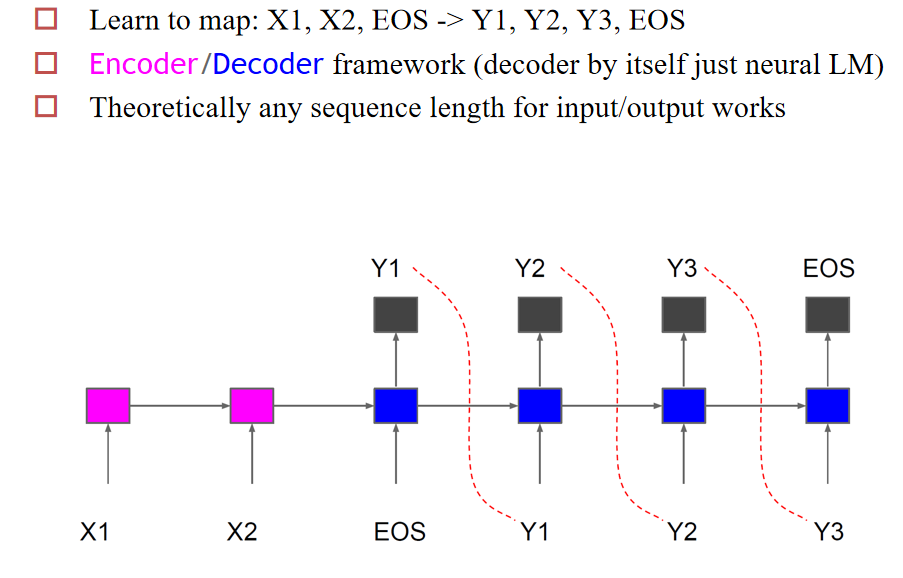 Learn to map: X1, X2, EOS -> Y1, Y2, Y3, EOS
Encoder/Decoder framework (decoder by itself just neural LM)
Theoretically any sequence length for input/output works
Y1 Y2 Y3 EOS
X1 X2 EOS Y1 Y2 Y3